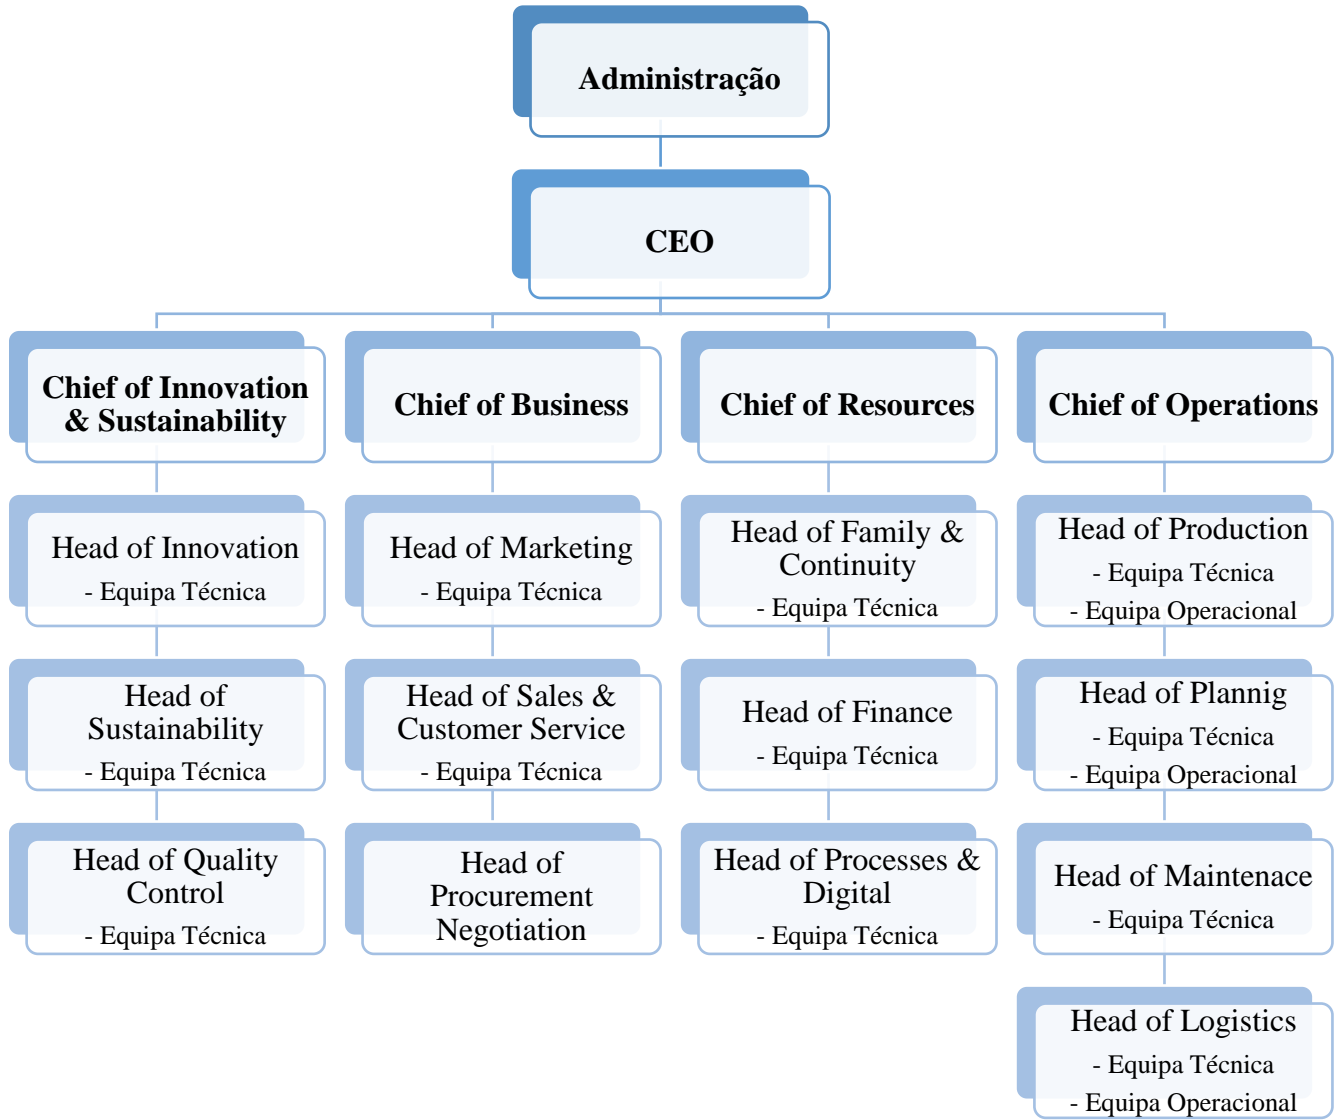 Administração
CEO
Chief of Innovation
& Sustainability
Chief of Business
Chief of Resources
Chief of Operations
Head of Innovation
- Equipa Técnica
Head of Marketing
- Equipa Técnica
Head of Family &
Continuity
- Equipa Técnica
Head of Production
- Equipa Técnica
- Equipa Operacional
Head of
Sustainability
- Equipa Técnica
Head of Sales &
Customer Service
- Equipa Técnica
Head of Finance
- Equipa Técnica
Head of Plannig
- Equipa Técnica
- Equipa Operacional
Head of Quality
Control
- Equipa Técnica
Head of
Procurement
Negotiation
Head of Processes &
Digital
- Equipa Técnica
Head of Maintenace
- Equipa Técnica
Head of Logistics
- Equipa Técnica
- Equipa Operacional